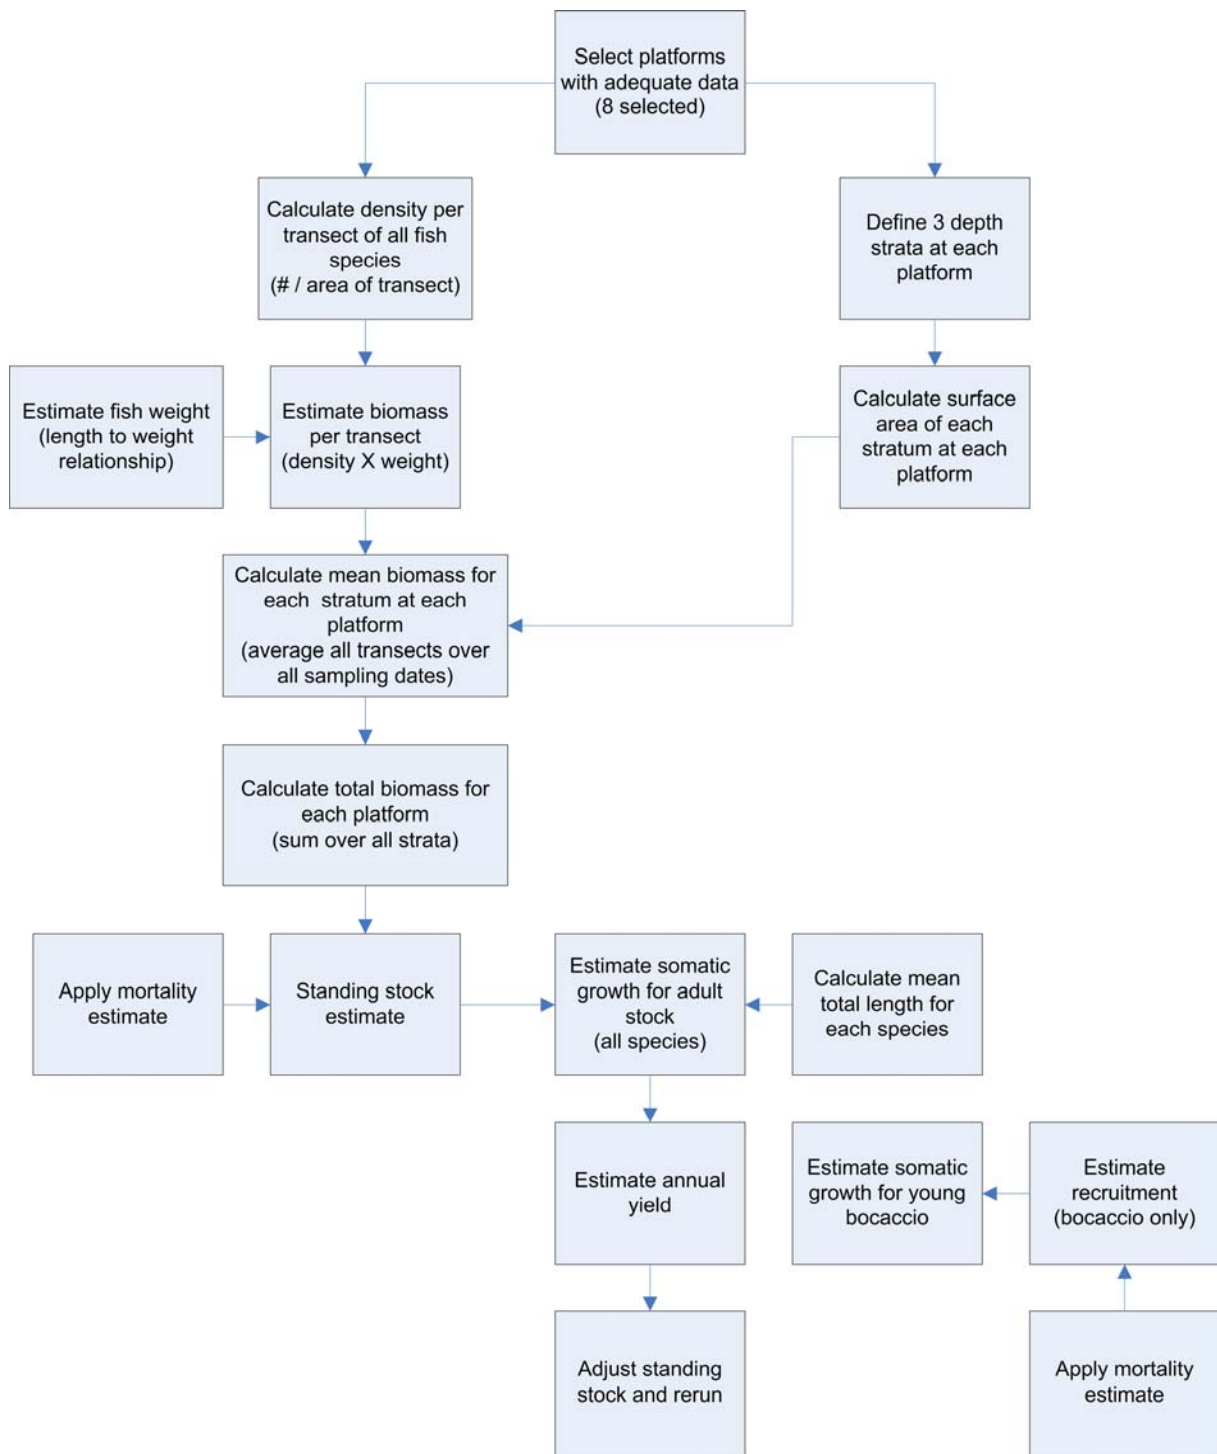 Select platforms
with adequate data
(8 selected)
Calculate density per
transect of all fish
species
(# / area of transect)
Define 3 depth
strata at each
platform
Estimate fish weight
(length to weight
relationship)
Estimate biomass
per transect
(density X weight)
Calculate surface
area of each
stratum at each
platform
Calculate mean biomass for
each stratum at each
platform
(average all transects over
all sampling dates)
Calculate total biomass for
each platform
(sum over all strata)
Apply mortality
estimate
Standing stock
estimate
Estimate somatic
growth for adult
stock
(all species)
Calculate mean
total length for
each species
Estimate annual
yield
Estimate somatic
growth for young
bocaccio
Estimate
recruitment
(bocaccio only)
Adjust standing
stock and rerun
Apply mortality
estimate